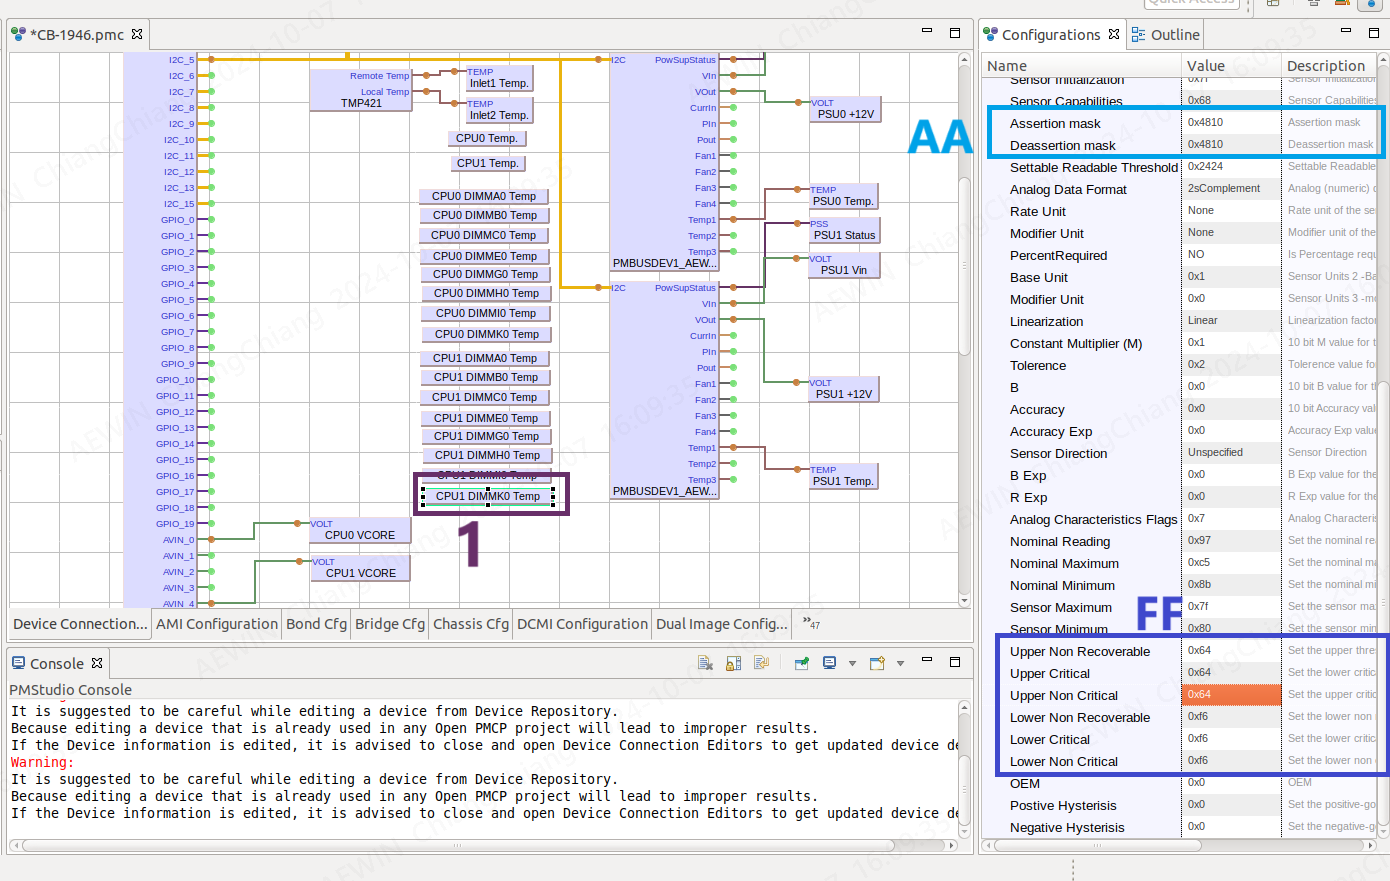 Quick Access
*CB-1946.pmc
I2C_5
I2C_6
I2C_7
I2C_8
I2C_9
I2C_10
I2C_11
I2C_12
I2C_13
I2C_15
GPIO_0
GPIO_1
GPIO_2
GPIO_3
GPIO_4
GPIO_5
GPIO_6
GPIO_7
GPIO_8
GPIO_9
GPIO_10
GPIO_11
GPIO_12
GPIO_13
GPIO_14
GPIO_15
GPIO_16
GPIO_17
GPIO_18
GPIO_19
AVIN_0
AVIN_1
AVIN_2
AVIN_3
AVIN_4
Remote Temp
Local Temp
TMP421
TEMP
Inlet1 Temp.
TEMP
Inlet2 Temp.
CPU0 Temp.
CPU1 Temp.
CPU0 DIMMA0 Temp
CPU0 DIMMB0 Temp
CPU0 DIMMC0 Temp
CPU0 DIMME0 Temp
CPU0 DIMMG0 Temp
CPU0 DIMMH0 Temp
CPU0 DIMMI0 Temp
CPU0 DIMMK0 Temp
CPU1 DIMMA0 Temp
CPU1 DIMMB0 Temp
CPU1 DIMMC0 Temp
CPU1 DIMME0 Temp
CPU1 DIMMG0 Temp
CPU1 DIMMH0 Temp
CPU1 DIMMI0 Temp
CPU1 DIMMK0 Temp
1
VOLT
CPU0 VCORE
VOLT
CPU1 VCORE
I2C
PowSupStatus
VIn
VOut
CurrIn
PIn
Pout
Fan1
Fan2
Fan3
Fan4
Temp1
Temp2
Temp3
PMBUSDEV1_AEW...
I2C
PowSupStatus
VIn
VOut
CurrIn
PIn
Pout
Fan1
Fan2
Fan3
Fan4
Temp1
Temp2
Temp3
PMBUSDEV1_AEW...
VOLT
PSU0 +12V
TEMP
PSU0 Temp.
PSS
PSU1 Status
VOLT
PSU1 Vin
VOLT
PSU1 +12V
TEMP
PSU1 Temp.
AA
Device Connection... AMI Configuration Bond Cfg Bridge Cfg Chassis Cfg DCMI Configuration Dual Image Config... »47
Console
PMStudio Console
It is suggested to be careful while editing a device from Device Repository.
Because editing a device that is already used in any Open PMCP project will lead to improper results.
If the Device information is edited, it is advised to close and open Device Connection Editors to get updated device de
Warning:
It is suggested to be careful while editing a device from Device Repository.
Because editing a device that is already used in any Open PMCP project will lead to improper results.
If the Device information is edited, it is advised to close and open Device Connection Editors to get updated device de
Configurations Outline
Name Value Description
Sensor Initialization 0x7f Sensor Initialization
Sensor Capabilities 0x68 Sensor Capabilities
Assertion mask 0x4810 Assertion mask
Deassertion mask 0x4810 Deassertion mask
Settable Readable Threshold 0x2424 Settable Readable
Analog Data Format 2sComplement Analog (numeric) d
Rate Unit None Rate unit of the se
Modifier Unit None Modifier unit of the
PercentRequired NO Is Percentage requ
Base Unit 0x1 Sensor Units 2 -Ba
Modifier Unit 0x0 Sensor Units 3 -mo
Linearization Linear Linearization factor
Constant Multiplier (M) 0x1 10 bit M value for t
Tolerence 0x2 Tolerence value for
B 0x0 10 bit B value for th
Accuracy 0x0 10 bit Accuracy valu
Accuracy Exp 0x0 Accuracy Exp value
Sensor Direction Unspecified Sensor Direction
B Exp 0x0 B Exp value for the
R Exp 0x0 R Exp value for the
Analog Characteristics Flags 0x7 Analog Characteris
Nominal Reading 0x97 Set the nominal rea
Nominal Maximum 0xc5 Set the nominal ma
Nominal Minimum 0x8b Set the nominal mi
Sensor Maximum 0x7f Set the sensor ma
Sensor Minimum 0x80 Set the sensor min
FF
Upper Non Recoverable 0x64 Set the upper thres
Upper Critical 0x64 Set the lower critic
Upper Non Critical 0x64 Set the upper critic
Lower Non Recoverable 0xf6 Set the lower non
Lower Critical 0xf6 Set the lower critic
Lower Non Critical 0xf6 Set the lower non
OEM 0x0 OEM
Postive Hysterisis 0x0 Set the positive-go
Negative Hysterisis 0x0 Set the negative-g